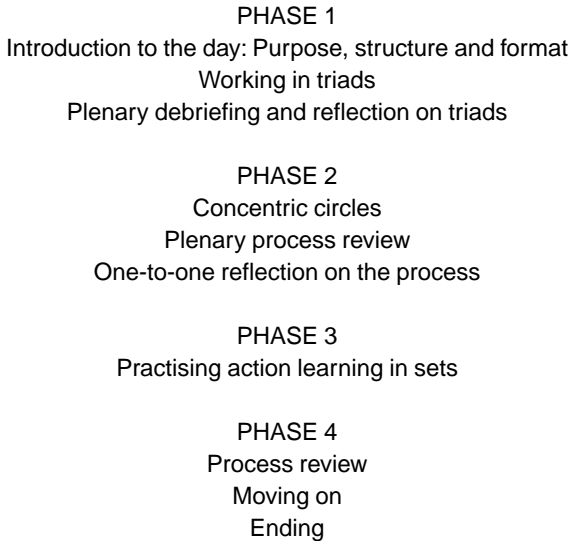 PHASE 1
Introduction to the day: Purpose, structure and format
Working in triads
Plenary debriefing and reflection on triads
PHASE 2
Concentric circles
Plenary process review
One-to-one reflection on the process
PHASE 3
Practising action learning in sets
PHASE 4
Process review
Moving on
Ending